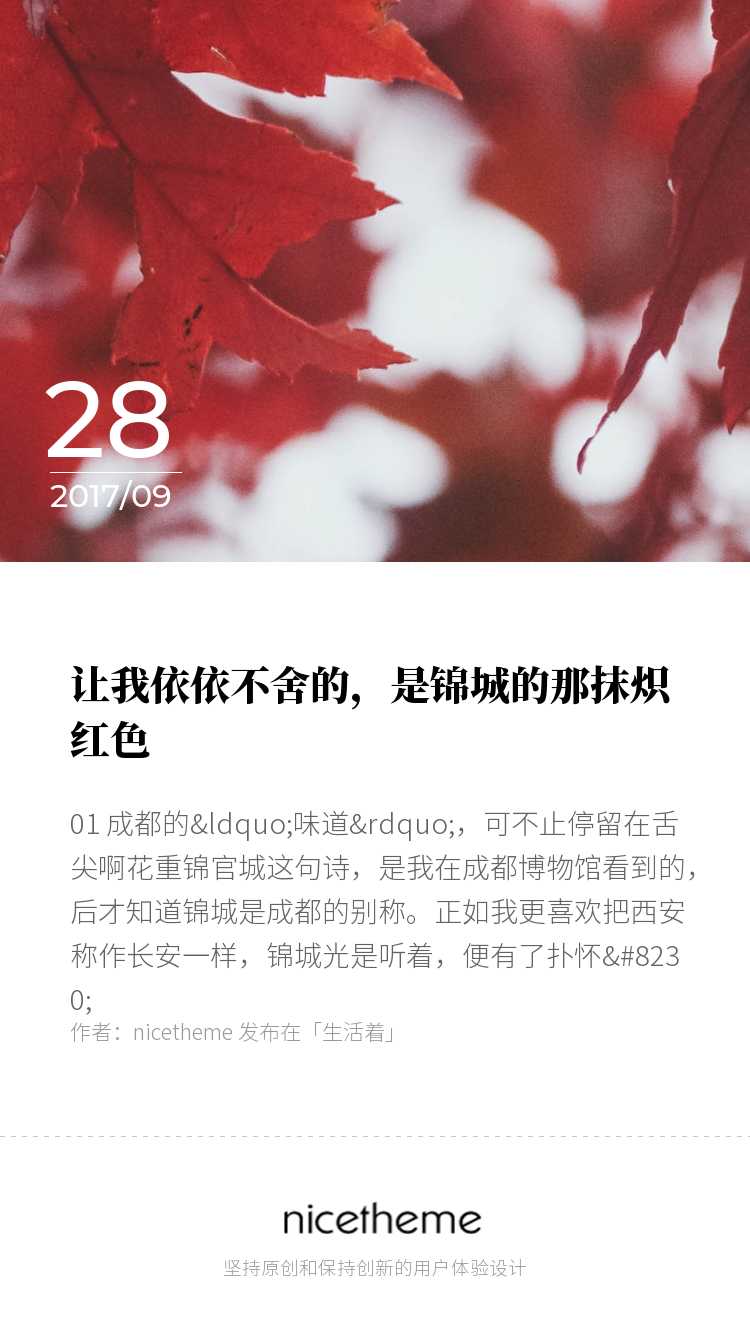 28
2017/09
让我依依不舍的，是锦城的那抹炽
红色
01 成都的&ldquo;味道&rdquo;，可不止停留在舌
尖啊花重锦官城这句诗，是我在成都博物馆看到的，
后才知道锦城是成都的别称。正如我更喜欢把西安
称作长安一样，锦城光是听着，便有了扑怀&#823
0;
作者：nicetheme 发布在「生活着」
nicetheme
坚持原创和保持创新的用户体验设计